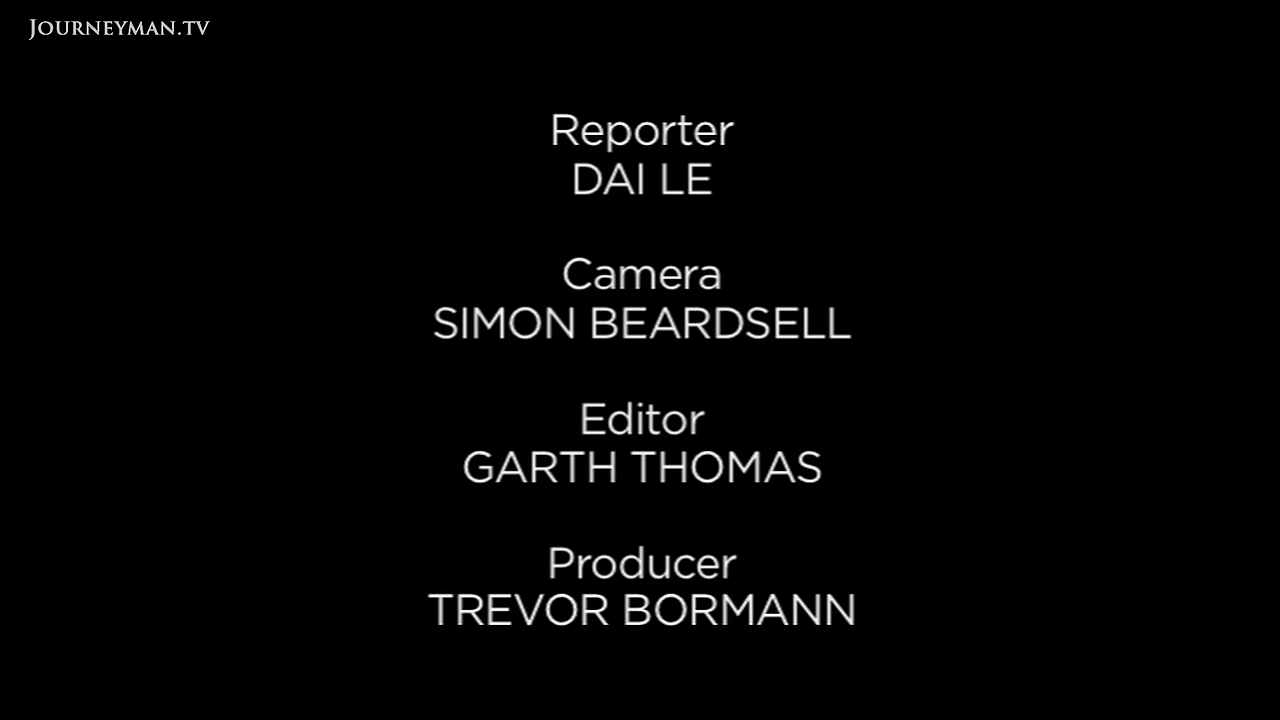 JOURNEYMAN.TV
Reporter
DAI LE
Camera
SIMON BEARDSELL
Editor
GARTH THOMAS
Producer
TREVOR BORMANN